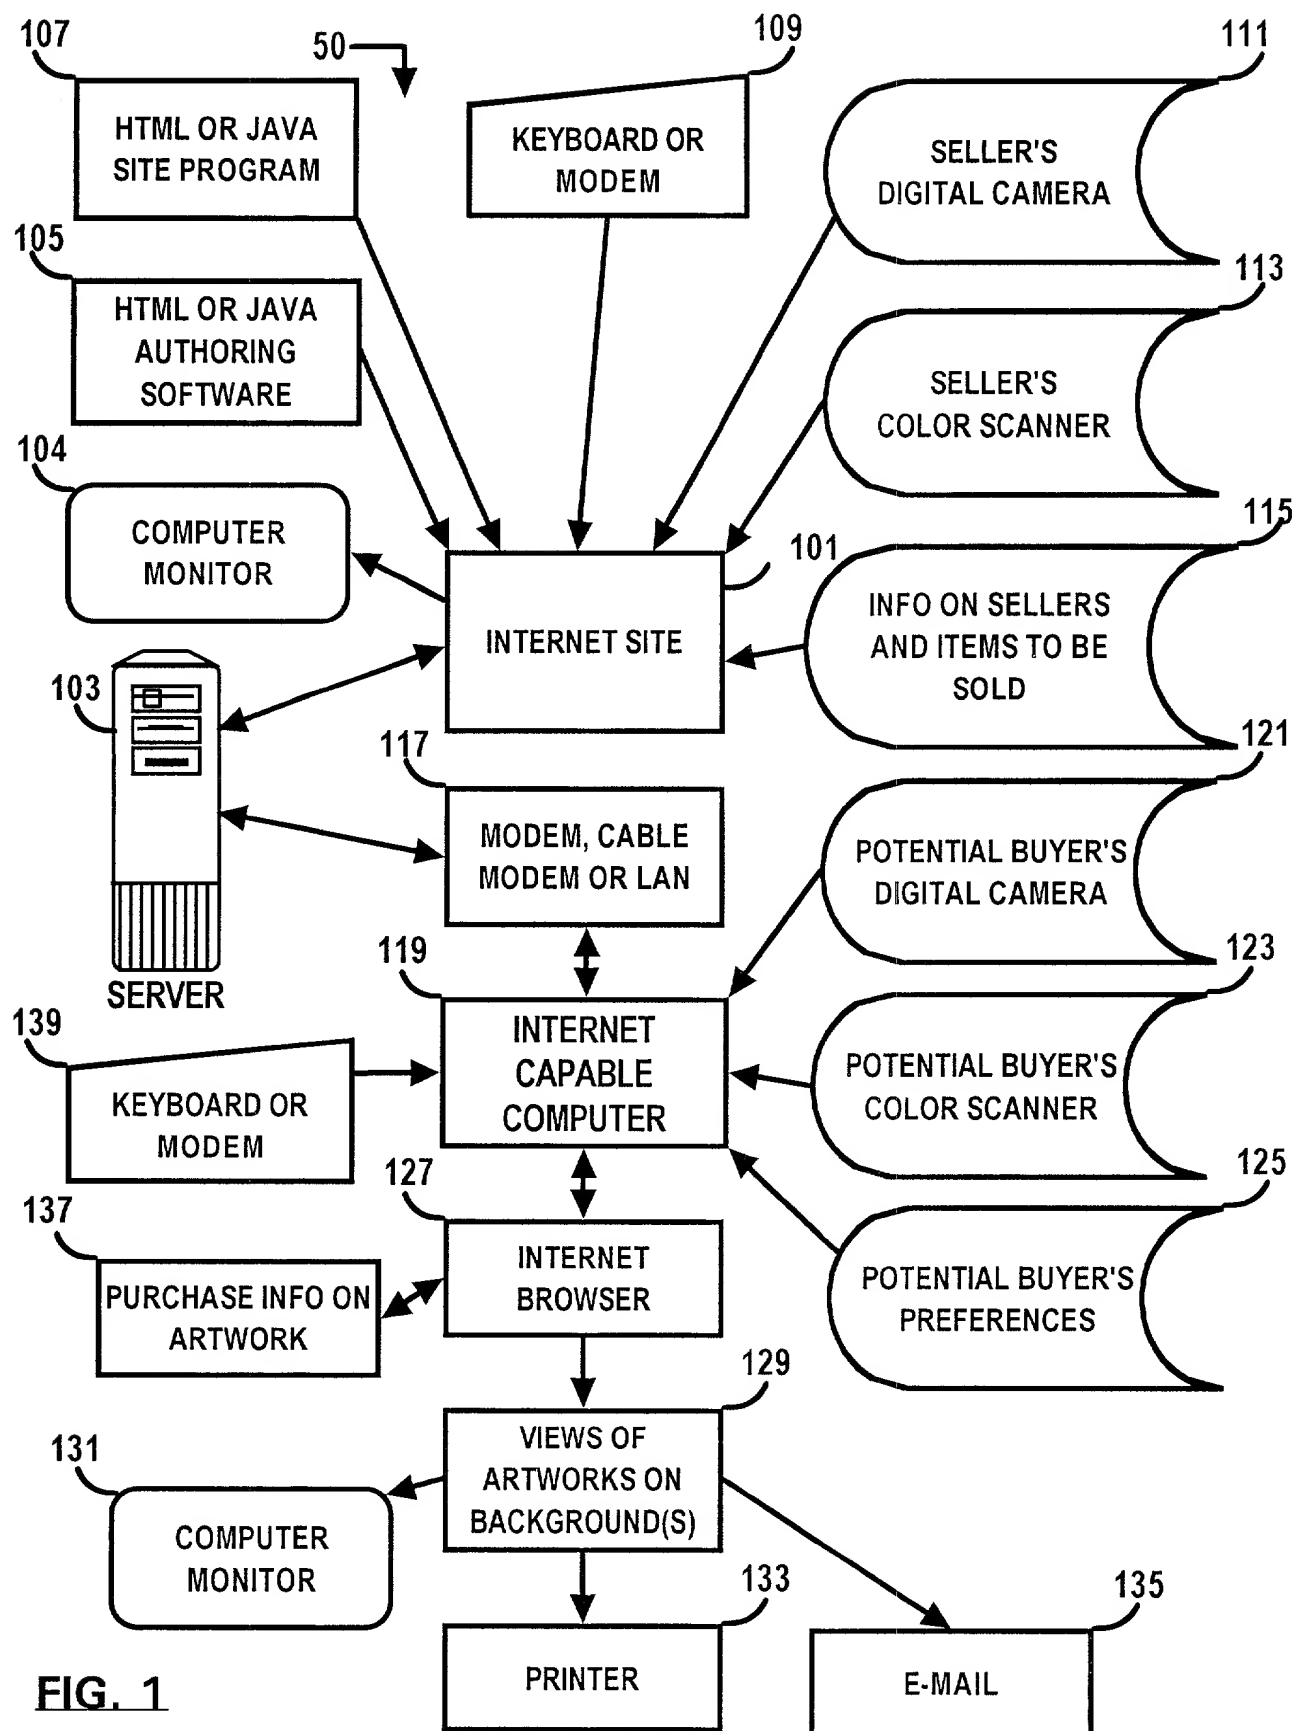 107
50
109
111
HTML OR JAVA
SITE PROGRAM
KEYBOARD OR
MODEM
SELLER'S
DIGITAL CAMERA
105
113
HTML OR JAVA
AUTHORING
SOFTWARE
SELLER'S
COLOR SCANNER
104
COMPUTER
MONITOR
101
115
INTERNET SITE
INFO ON SELLERS
AND ITEMS TO BE
SOLD
103
SERVER
117
121
MODEM, CABLE
MODEM OR LAN
POTENTIAL BUYER'S
DIGITAL CAMERA
119
123
INTERNET
CAPABLE
COMPUTER
POTENTIAL BUYER'S
COLOR SCANNER
139
KEYBOARD OR
MODEM
127
125
137
PURCHASE INFO ON
ARTWORK
INTERNET
BROWSER
POTENTIAL BUYER'S
PREFERENCES
129
VIEWS OF
ARTWORKS ON
BACKGROUND(S)
131
COMPUTER
MONITOR
133
135
PRINTER
E-MAIL
FIG. 1